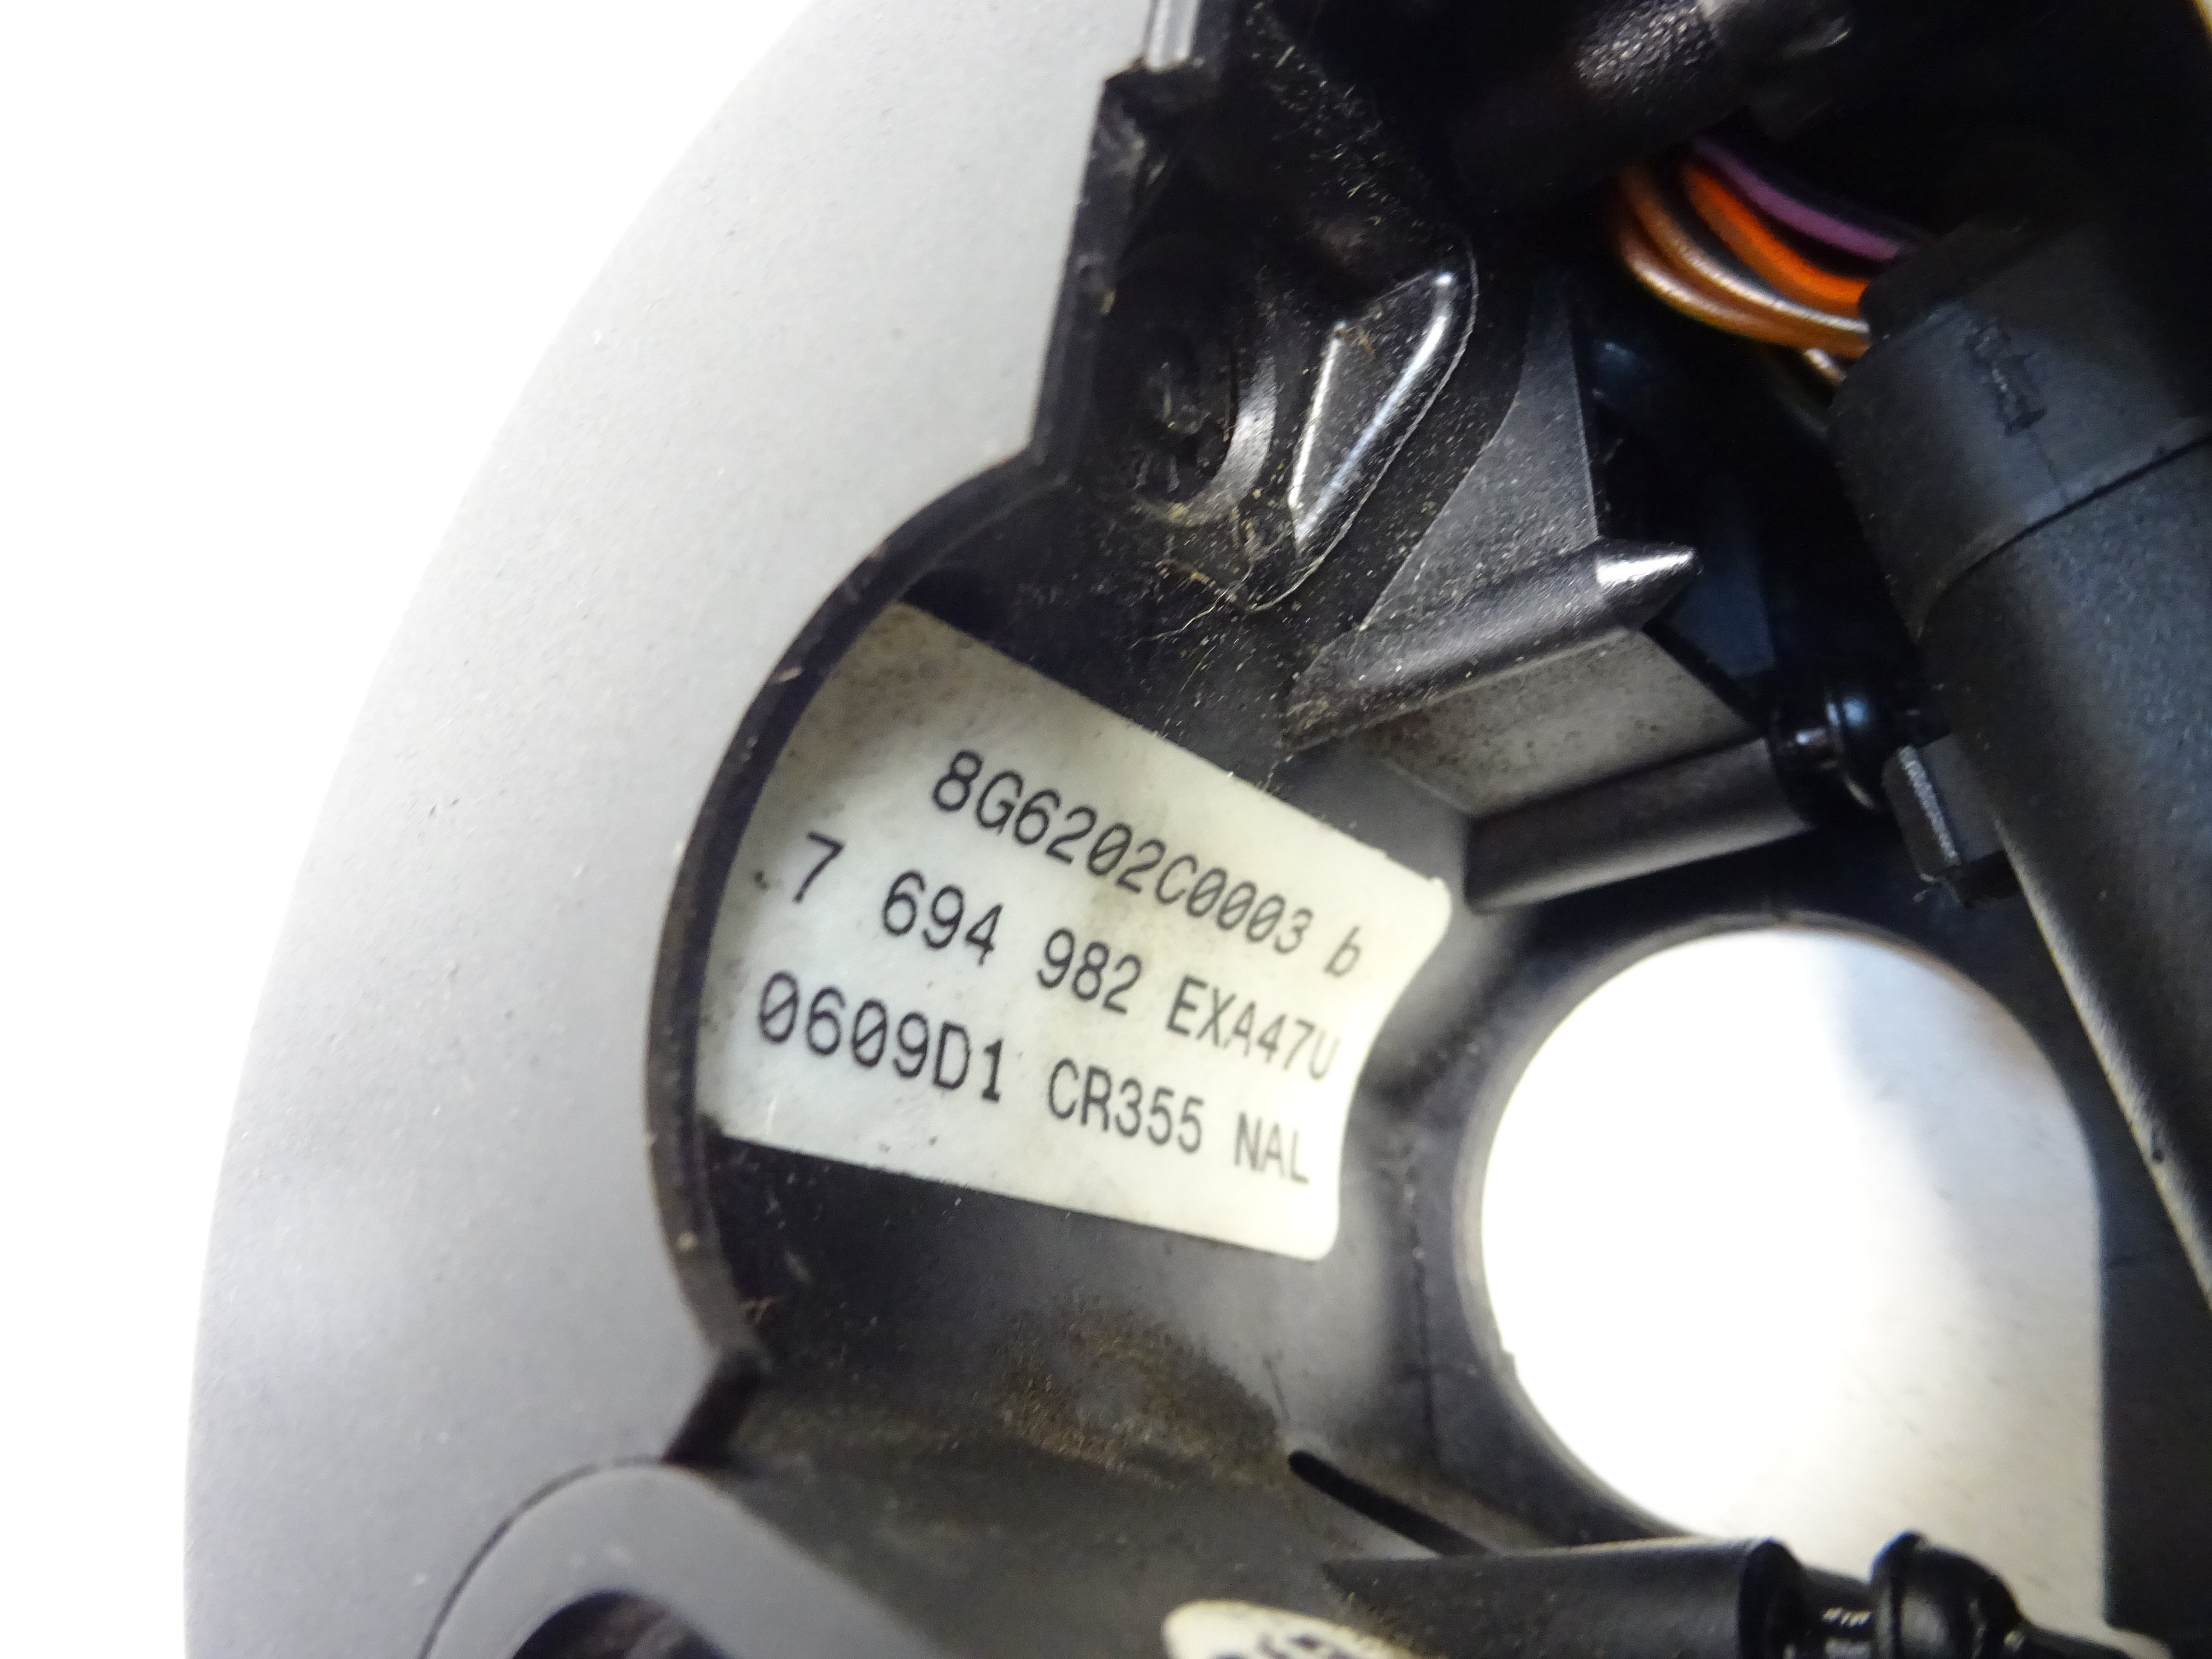 8G6202C0003 b
7 694 982 EXA47U
0609D1 CR355 NAL